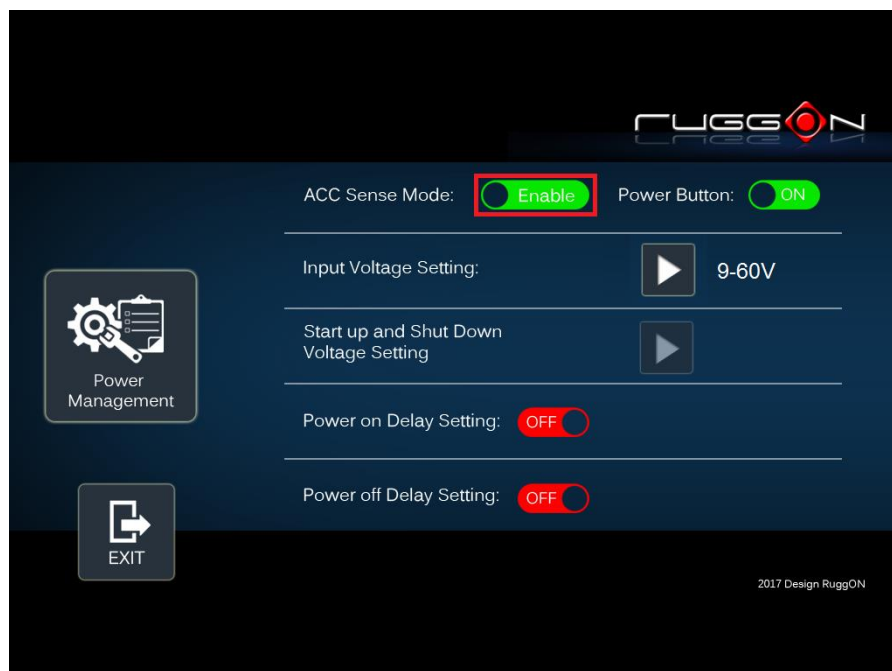 ruggon
ACC Sense Mode: Enable Power Button: ON
Input Voltage Setting: 9-60V
Start up and Shut Down
Voltage Setting
Power
Management
Power on Delay Setting: OFF
Power off Delay Setting: OFF
EXIT
2017 Design RuggON